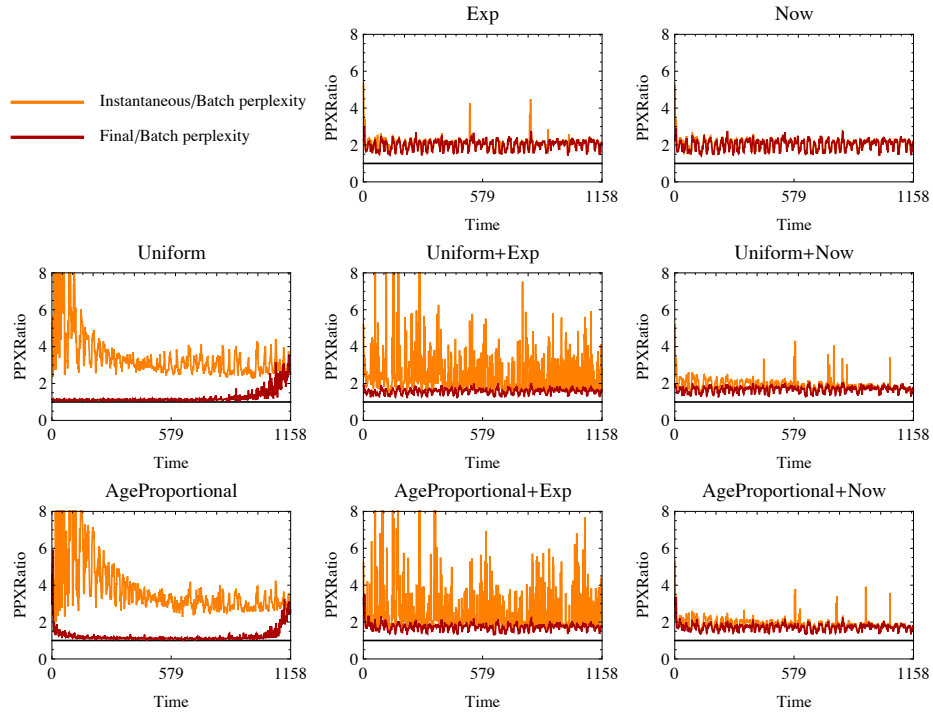 Exp
Now
Instantaneous/Batch perplexity
Final/Batch perplexity
PPXRatio
8
6
4
2
0
0
579
1158
Time
PPXRatio
8
6
4
2
0
0
579
1158
Time
Uniform
PPXRatio
8
6
4
2
0
0
579
1158
Time
Uniform+Exp
PPXRatio
8
6
4
2
0
0
579
1158
Time
Uniform+Now
PPXRatio
8
6
4
2
0
0
579
1158
Time
AgeProportional
PPXRatio
8
6
4
2
0
0
579
1158
Time
AgeProportional+Exp
PPXRatio
8
6
4
2
0
0
579
1158
Time
AgeProportional+Now
PPXRatio
8
6
4
2
0
0
579
1158
Time